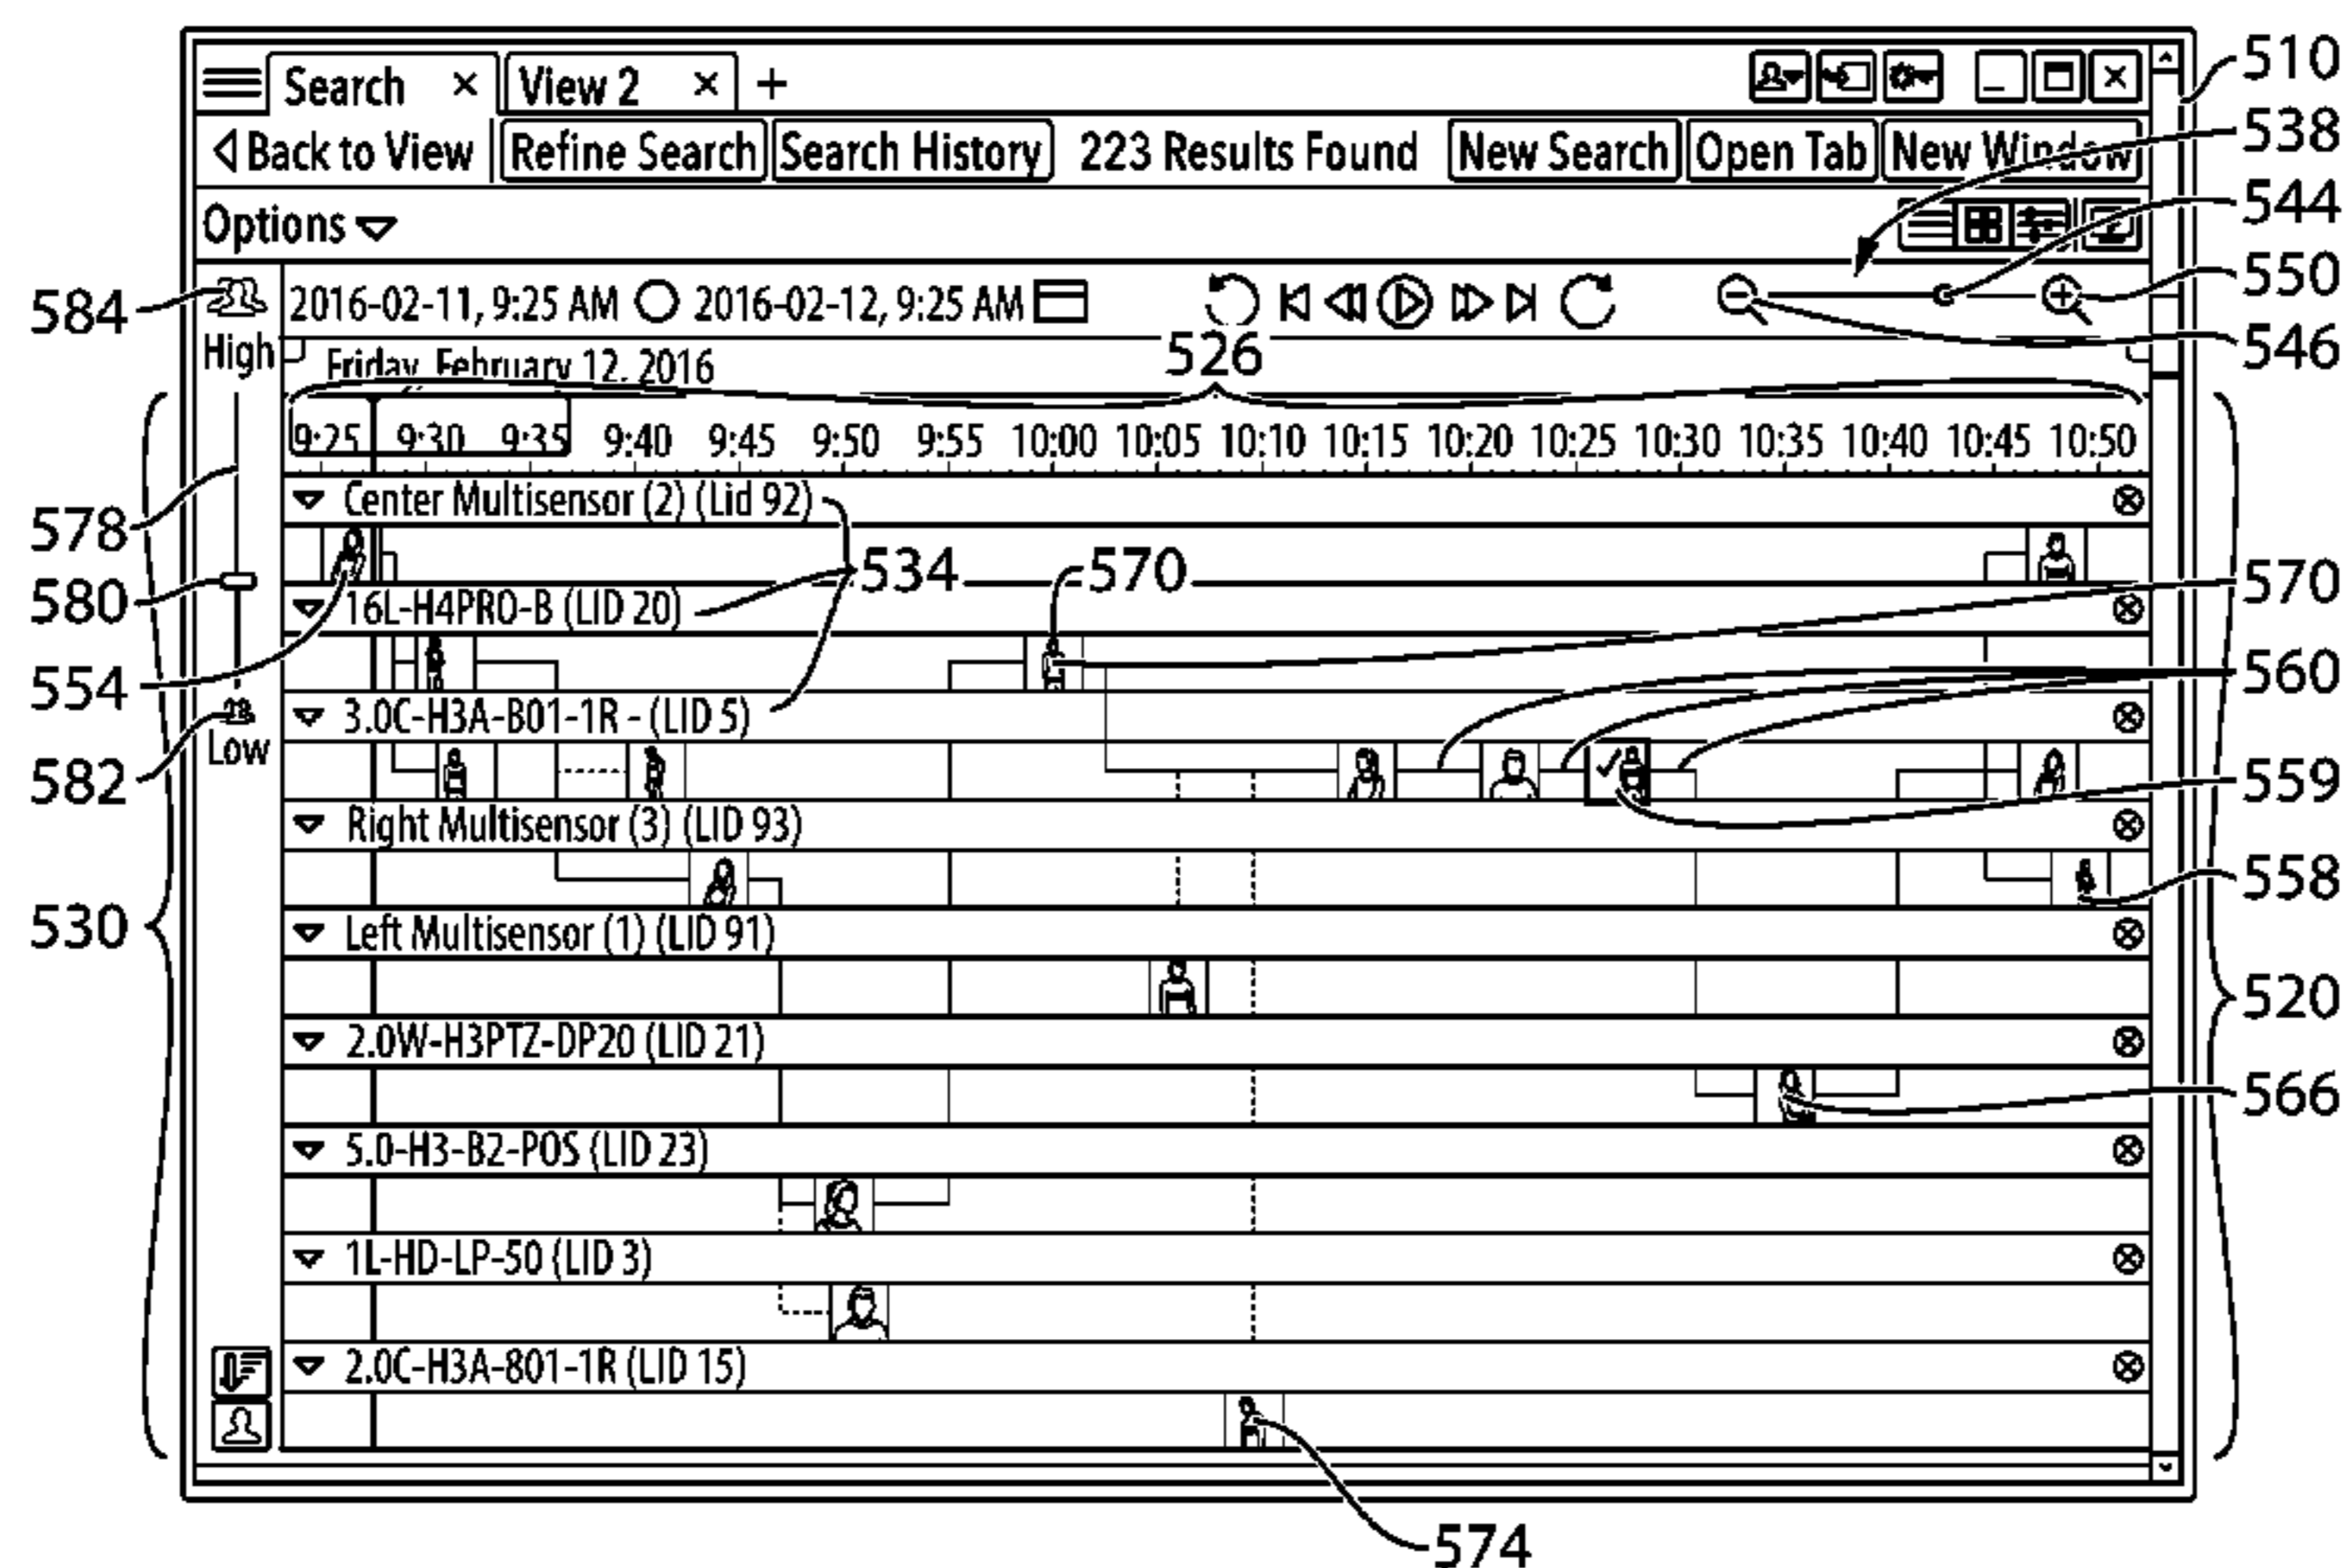 Search × View 2 × + 510
Back to View Refine Search Search History 223 Results Found New Search Open Tab New Window 538
Options 544
584 2016-02-11, 9:25 AM 2016-02-12, 9:25 AM 550
High Friday, February 12, 2016 526 546
9:25 9:30 9:35 9:40 9:45 9:50 9:55 10:00 10:05 10:10 10:15 10:20 10:25 10:30 10:35 10:40 10:45 10:50
Center Multisensor (2) (Lid 92)
578
534 570 570
580 16L-H4PRO-B (LID 20)
554 560
3.0C-H3A-B01-1R - (LID 5)
Low
582 559
Right Multisensor (3) (LID 93)
558
530 Left Multisensor (1) (LID 91)
520
2.0W-H3PTZ-DP20 (LID 21)
566
5.0-H3-B2-POS (LID 23)
1L-HD-LP-50 (LID 3)
2.0C-H3A-801-1R (LID 15)
574